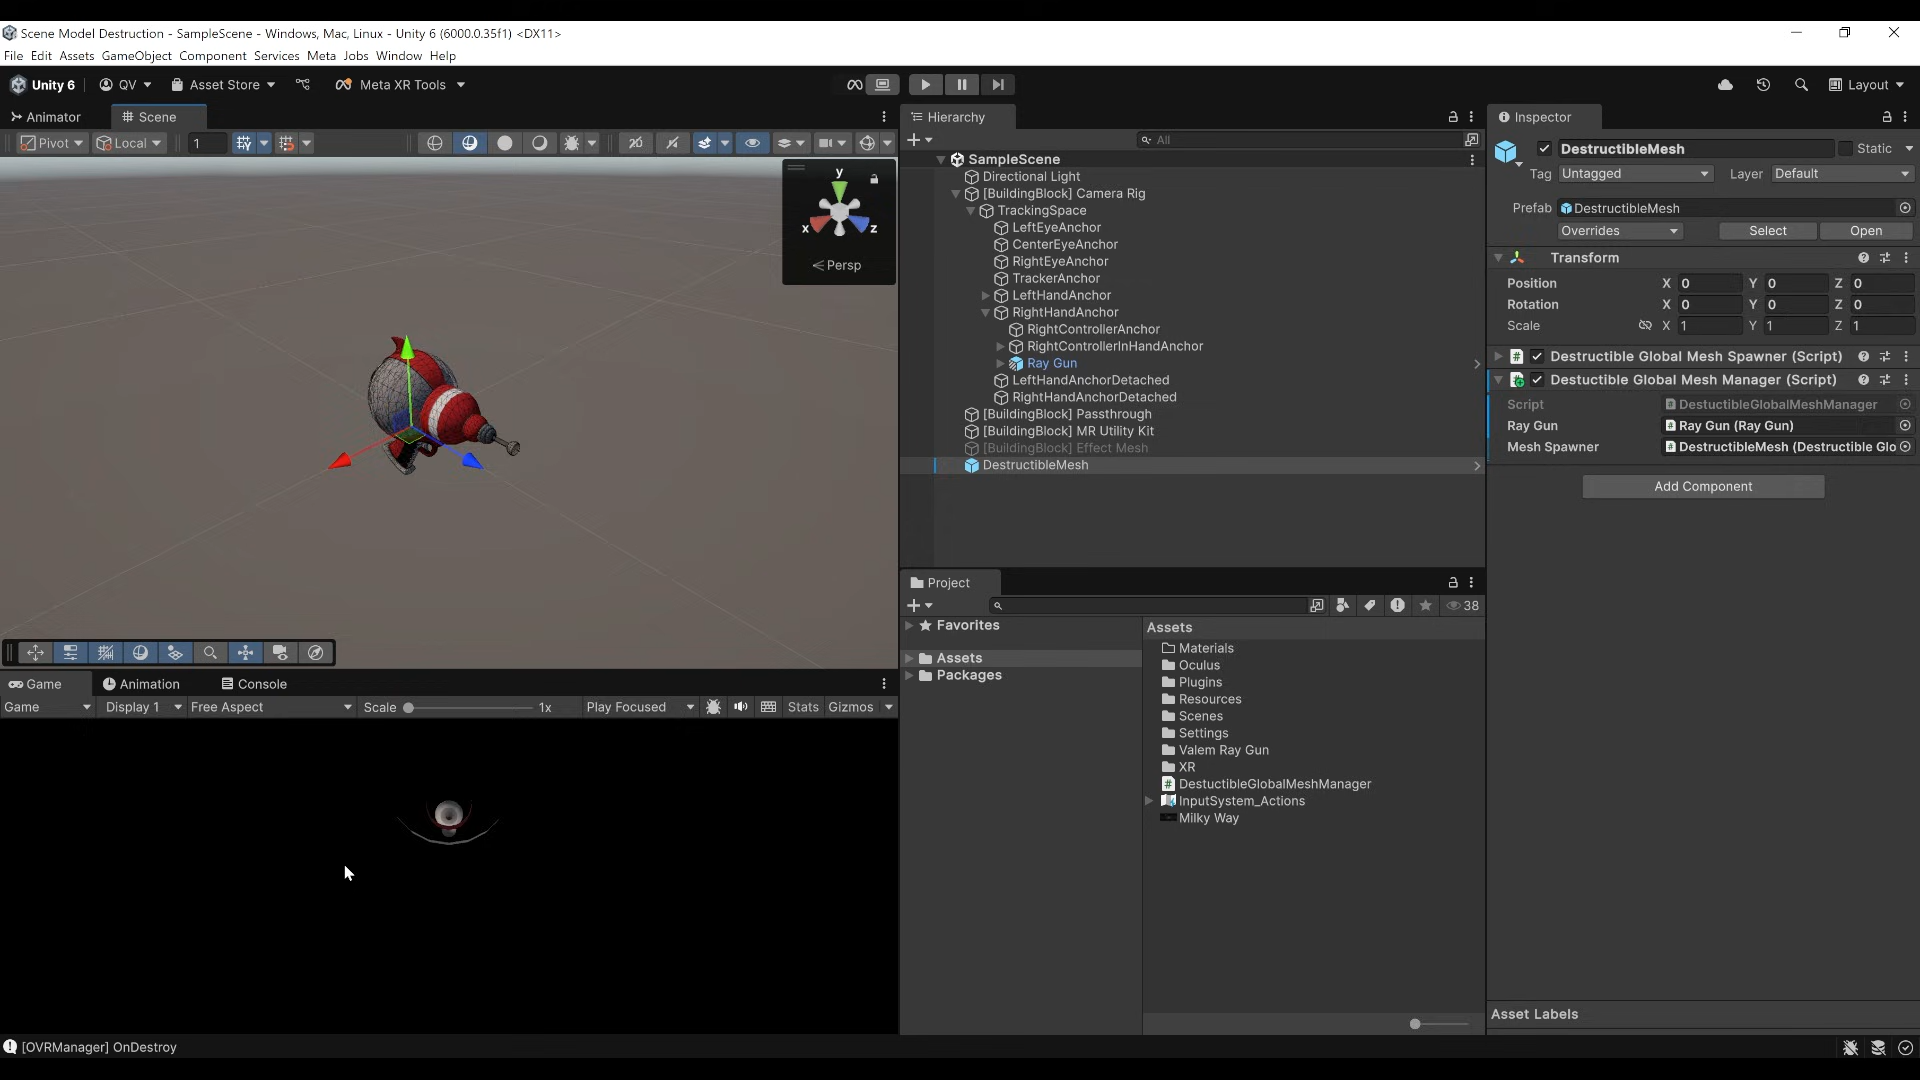 Scene Model Destruction - SampleScene - Windows, Mac, Linux - Unity 6 (6000.0.35f1) <DX11>
File Edit Assets GameObject Component Services Meta Jobs Window Help
Unity 6 QV Asset Store Meta XR Tools Layout
Animator Scene
Pivot Local 1
y
x z
Persp
Game Animation Console
Game Display 1 Free Aspect Scale 1x Play Focused Stats Gizmos
[OVRManager] OnDestroy
Hierarchy
All
SampleScene
Directional Light
[BuildingBlock] Camera Rig
TrackingSpace
LeftEyeAnchor
CenterEyeAnchor
RightEyeAnchor
TrackerAnchor
LeftHandAnchor
RightHandAnchor
RightControllerAnchor
RightControllerInHandAnchor
Ray Gun
LeftHandAnchorDetached
RightHandAnchorDetached
[BuildingBlock] Passthrough
[BuildingBlock] MR Utility Kit
[BuildingBlock] Effect Mesh
DestructibleMesh
Project
38
Favorites
Assets
Packages
Assets
Materials
Oculus
Plugins
Resources
Scenes
Settings
Valem Ray Gun
XR
DestuctibleGlobalMeshManager
InputSystem_Actions
Milky Way
Inspector
DestructibleMesh Static
Tag Untagged Layer Default
Prefab DestructibleMesh
Overrides Select Open
Transform
Position X 0 Y 0 Z 0
Rotation X 0 Y 0 Z 0
Scale X 1 Y 1 Z 1
Destructible Global Mesh Spawner (Script)
Destuctible Global Mesh Manager (Script)
Script DestuctibleGlobalMeshManager
Ray Gun Ray Gun (Ray Gun)
Mesh Spawner DestructibleMesh (Destructible Glo
Add Component
Asset Labels